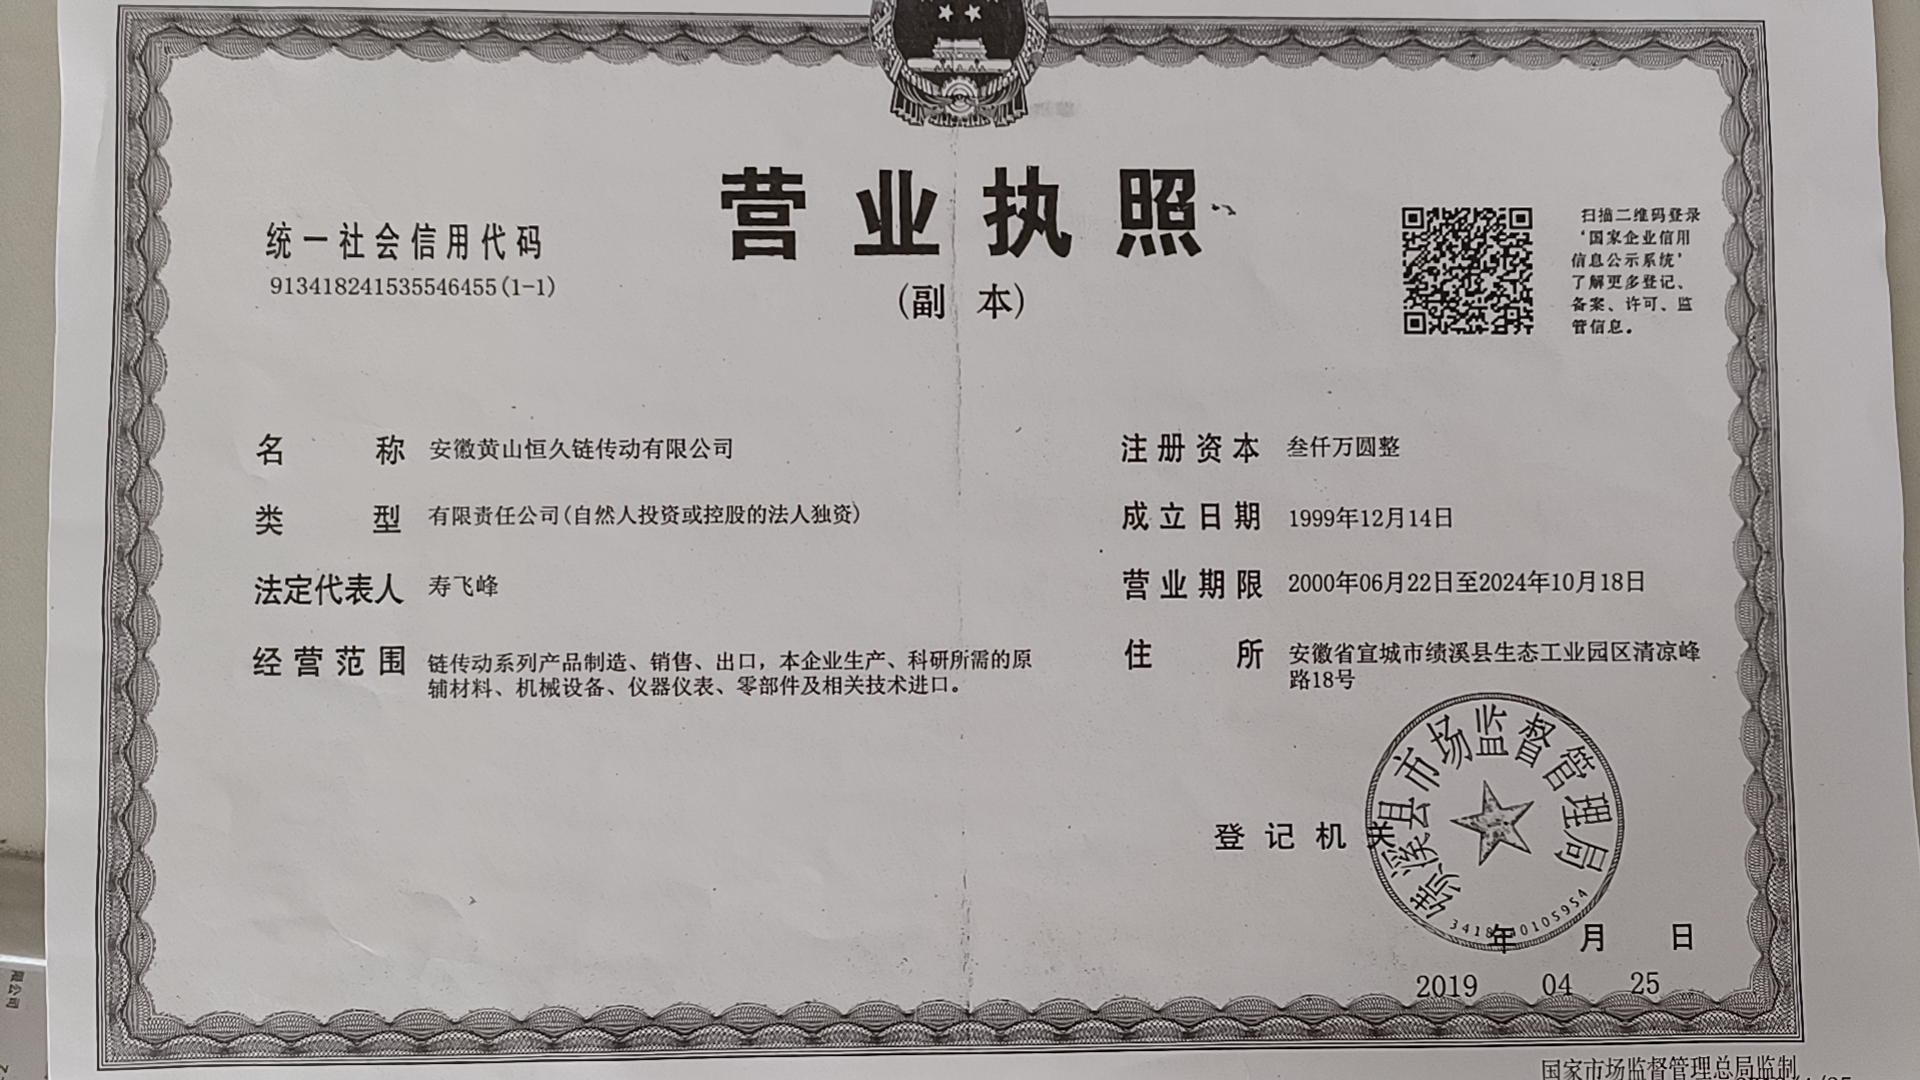 营业执照
(副 本)
统一社会信用代码
913418241535546455(1-1)
扫描二维码登录
‘国家企业信用
信息公示系统’
了解更多登记、
备案、许可、监
管信息。
名 称 安徽黄山恒久链传动有限公司
类 型 有限责任公司(自然人投资或控股的法人独资)
法定代表人 寿飞峰
经营范围 链传动系列产品制造、销售、出口，本企业生产、科研所需的原
辅材料、机械设备、仪器仪表、零部件及相关技术进口。
注册资本 叁仟万圆整
成立日期 1999年12月14日
营业期限 2000年06月22日至2024年10月18日
住 所 安徽省宣城市绩溪县生态工业园区清凉峰
路18号
登记机关
绩溪县市场监督管理局
年 月 日
2019 04 25
国家市场监督管理总局监制
限公司